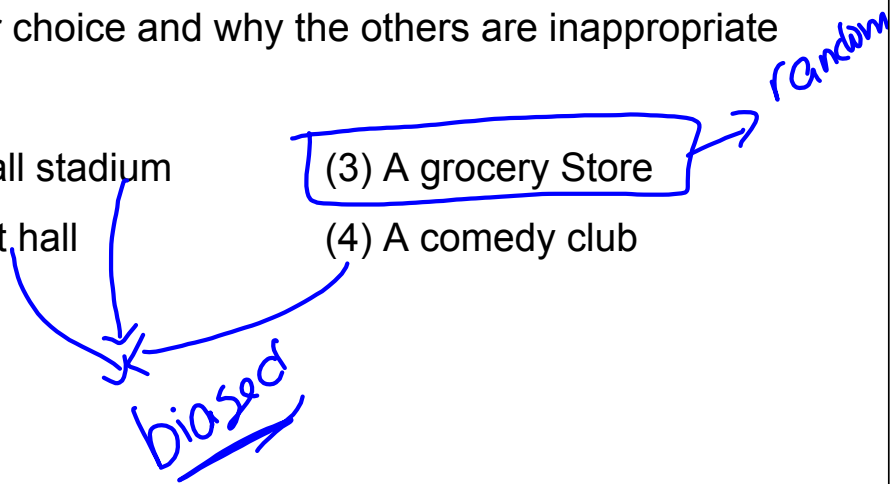 r choice and why the others are inappropriate
random
all stadium (3) A grocery Store
t hall (4) A comedy club
biased